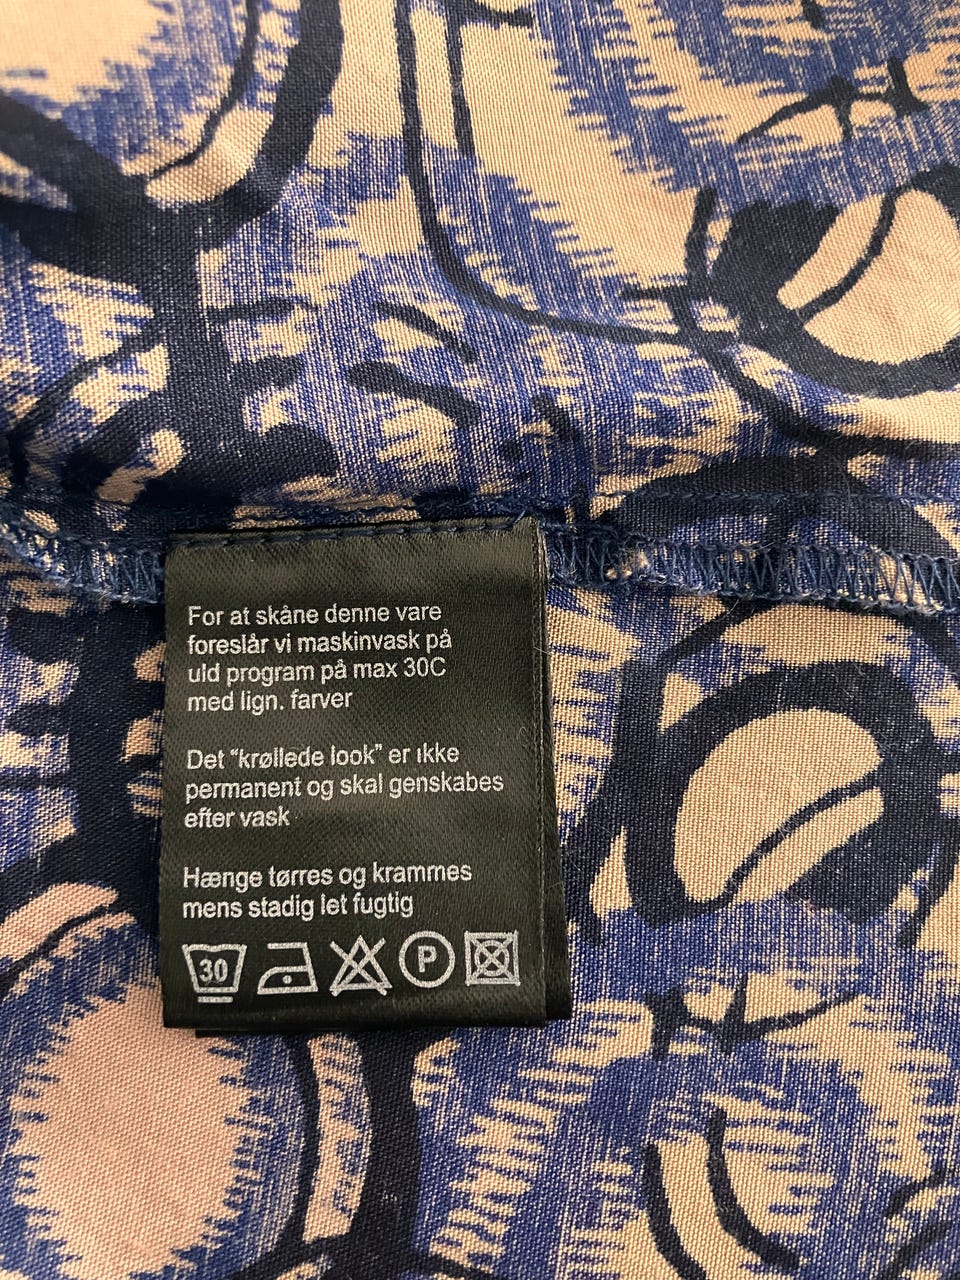 For at skåne denne vare
foreslår vi maskinvask på
uld program på max 30C
med lign. farver
Det “krøllede look” er ikke
permanent og skal genskabes
efter vask
Hænge tørres og krammes
mens stadig let fugtig
30 P